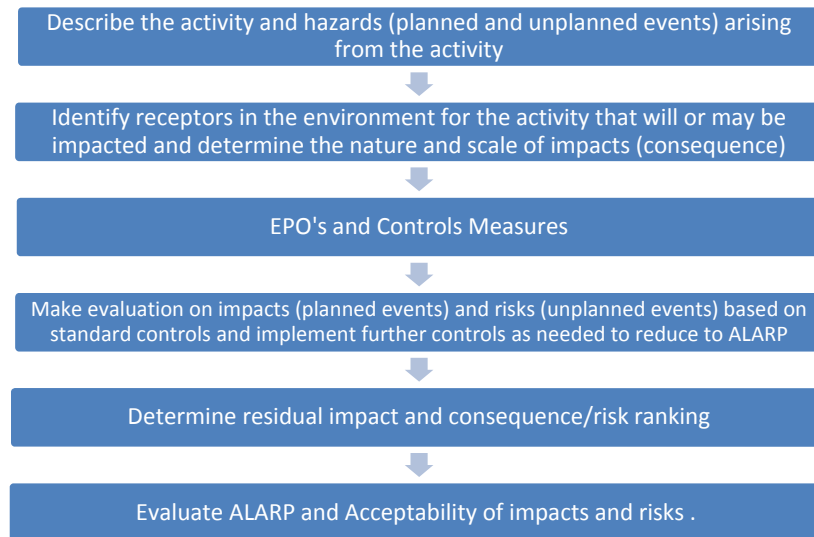 Describe the activity and hazards (planned and unplanned events) arising
from the activity
Identify receptors in the environment for the activity that will or may be
impacted and determine the nature and scale of impacts (consequence)
EPO's and Controls Measures
Make evaluation on impacts (planned events) and risks (unplanned events) based on
standard controls and implement further controls as needed to reduce to ALARP
Determine residual impact and consequence/risk ranking
Evaluate ALARP and Acceptability of impacts and risks .